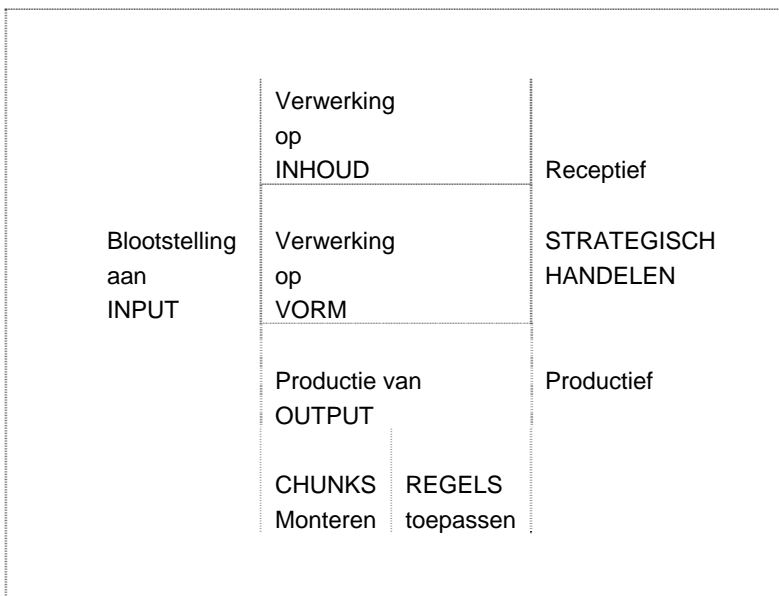 Verwerking
op
INHOUD
Receptief
Blootstelling
aan
INPUT
Verwerking
op
VORM
STRATEGISCH
HANDELEN
Productie van
OUTPUT
Productief
CHUNKS
Monteren
REGELS
toepassen